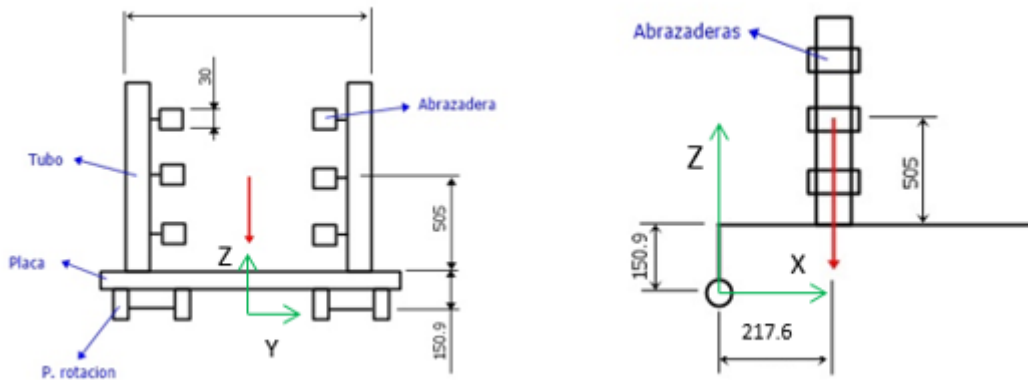 30
Abrazadera
Tubo
505
Z
Placa
150.9
Y
P. rotacion
Abrazaderas
Z
505
150.9
X
217.6